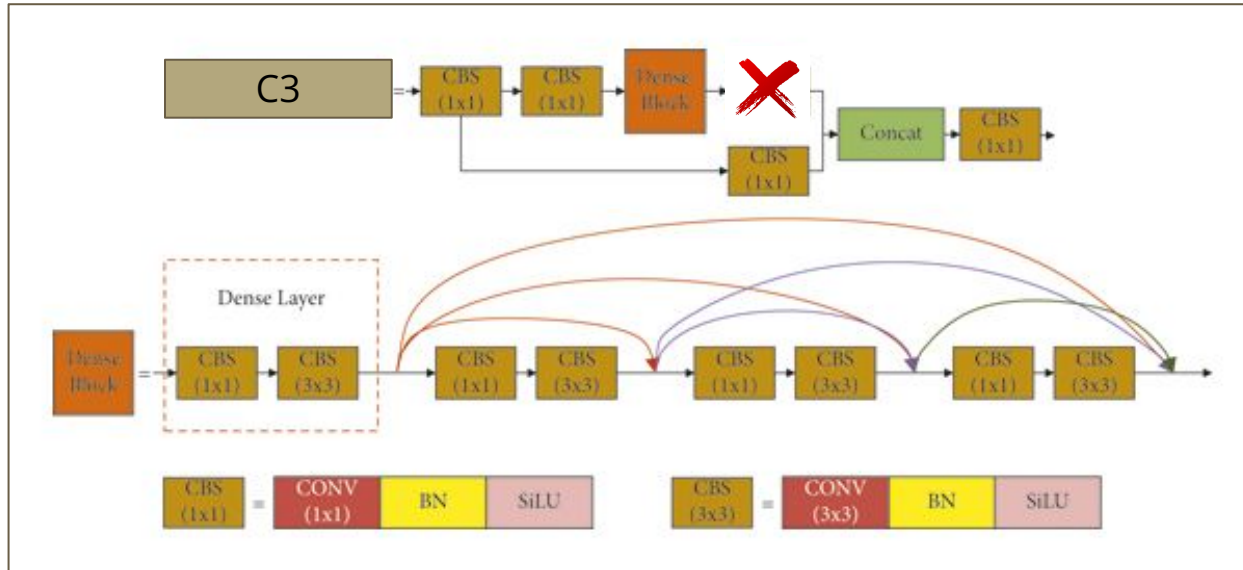 C3
=
CBS
(1x1)
CBS
(1x1)
Dense
Block
CBS
(1x1)
Concat
CBS
(1x1)
Dense Layer
Dense
Block
=
CBS
(1x1)
CBS
(3x3)
CBS
(1x1)
CBS
(3x3)
CBS
(1x1)
CBS
(3x3)
CBS
(1x1)
CBS
(3x3)
CBS
(1x1)
=
CONV
(1x1)
BN
SiLU
CBS
(3x3)
=
CONV
(3x3)
BN
SiLU